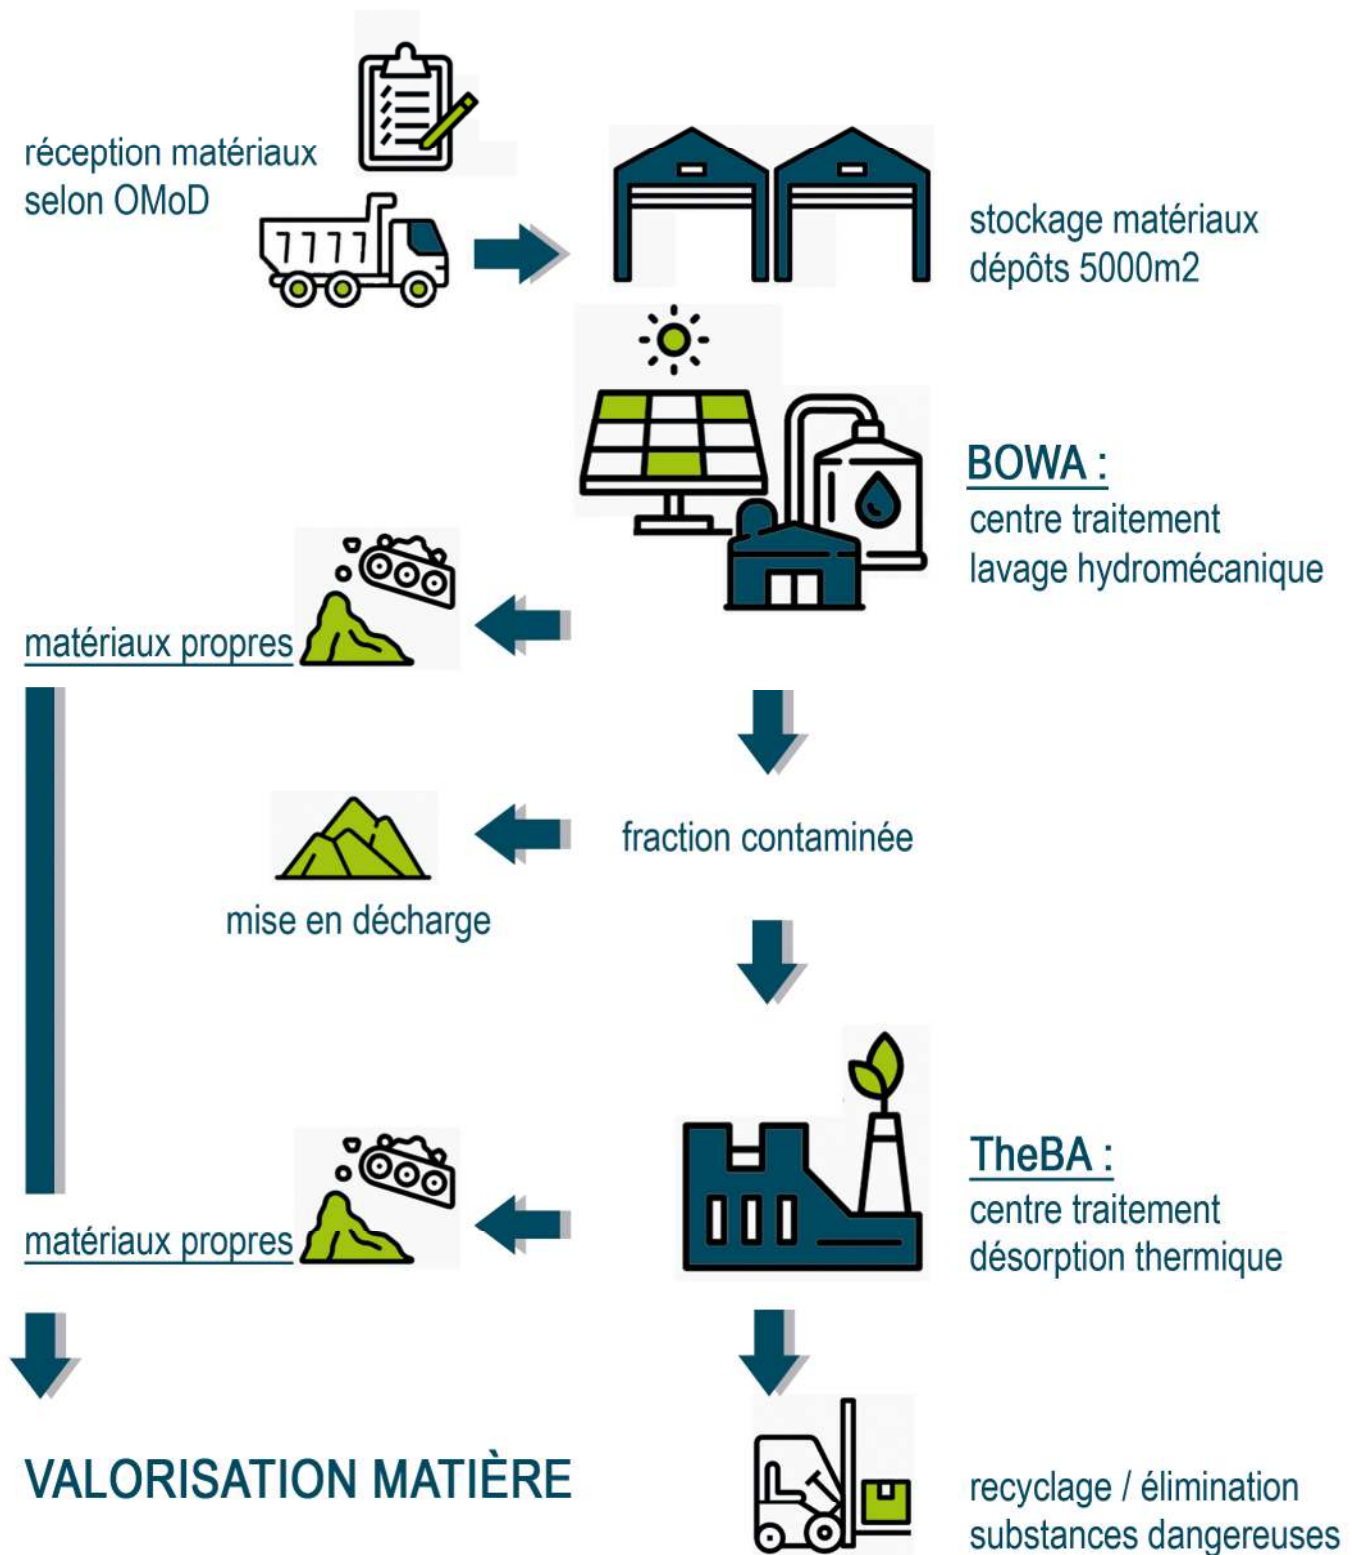 réception matériaux
selon OMoD
stockage matériaux
dépôts 5000m2
BOWA :
centre traitement
lavage hydromécanique
matériaux propres
fraction contaminée
mise en décharge
TheBA :
centre traitement
désorption thermique
matériaux propres
VALORISATION MATIÈRE
recyclage / élimination
substances dangereuses